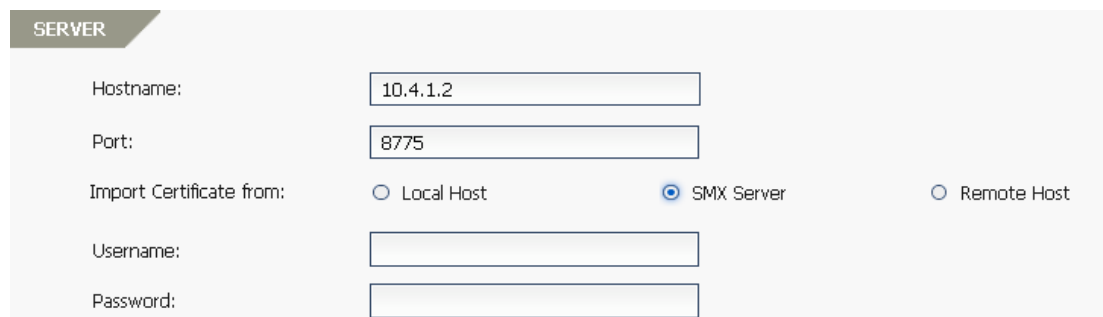 SERVER
Hostname: 10.4.1.2
Port: 8775
Import Certificate from: Local Host SMX Server Remote Host
Username:
Password: